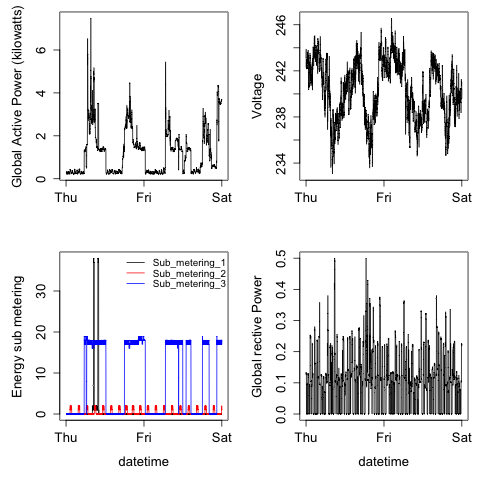 Global Active Power (kilowatts)
0 2 4 6
Thu Fri Sat
Voltage
234 238 242 246
Thu Fri Sat
Energy sub metering
0 10 20 30
Sub_metering_1
Sub_metering_2
Sub_metering_3
Thu Fri Sat
datetime
Global rective Power
0.0 0.1 0.2 0.3 0.4 0.5
Thu Fri Sat
datetime